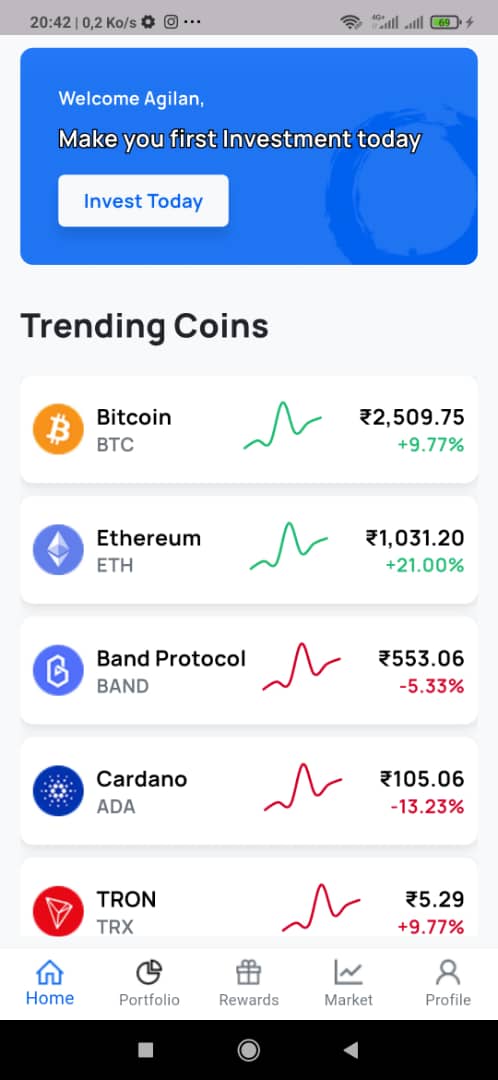 20:42 | 0,2 Ko/s
4G+
69
Welcome Agilan,
Make you first Investment today
Invest Today
Trending Coins
Bitcoin
BTC
₹2,509.75
+9.77%
Ethereum
ETH
₹1,031.20
+21.00%
Band Protocol
BAND
₹553.06
-5.33%
Cardano
ADA
₹105.06
-13.23%
TRON
TRX
₹5.29
+9.77%
Home
Portfolio
Rewards
Market
Profile